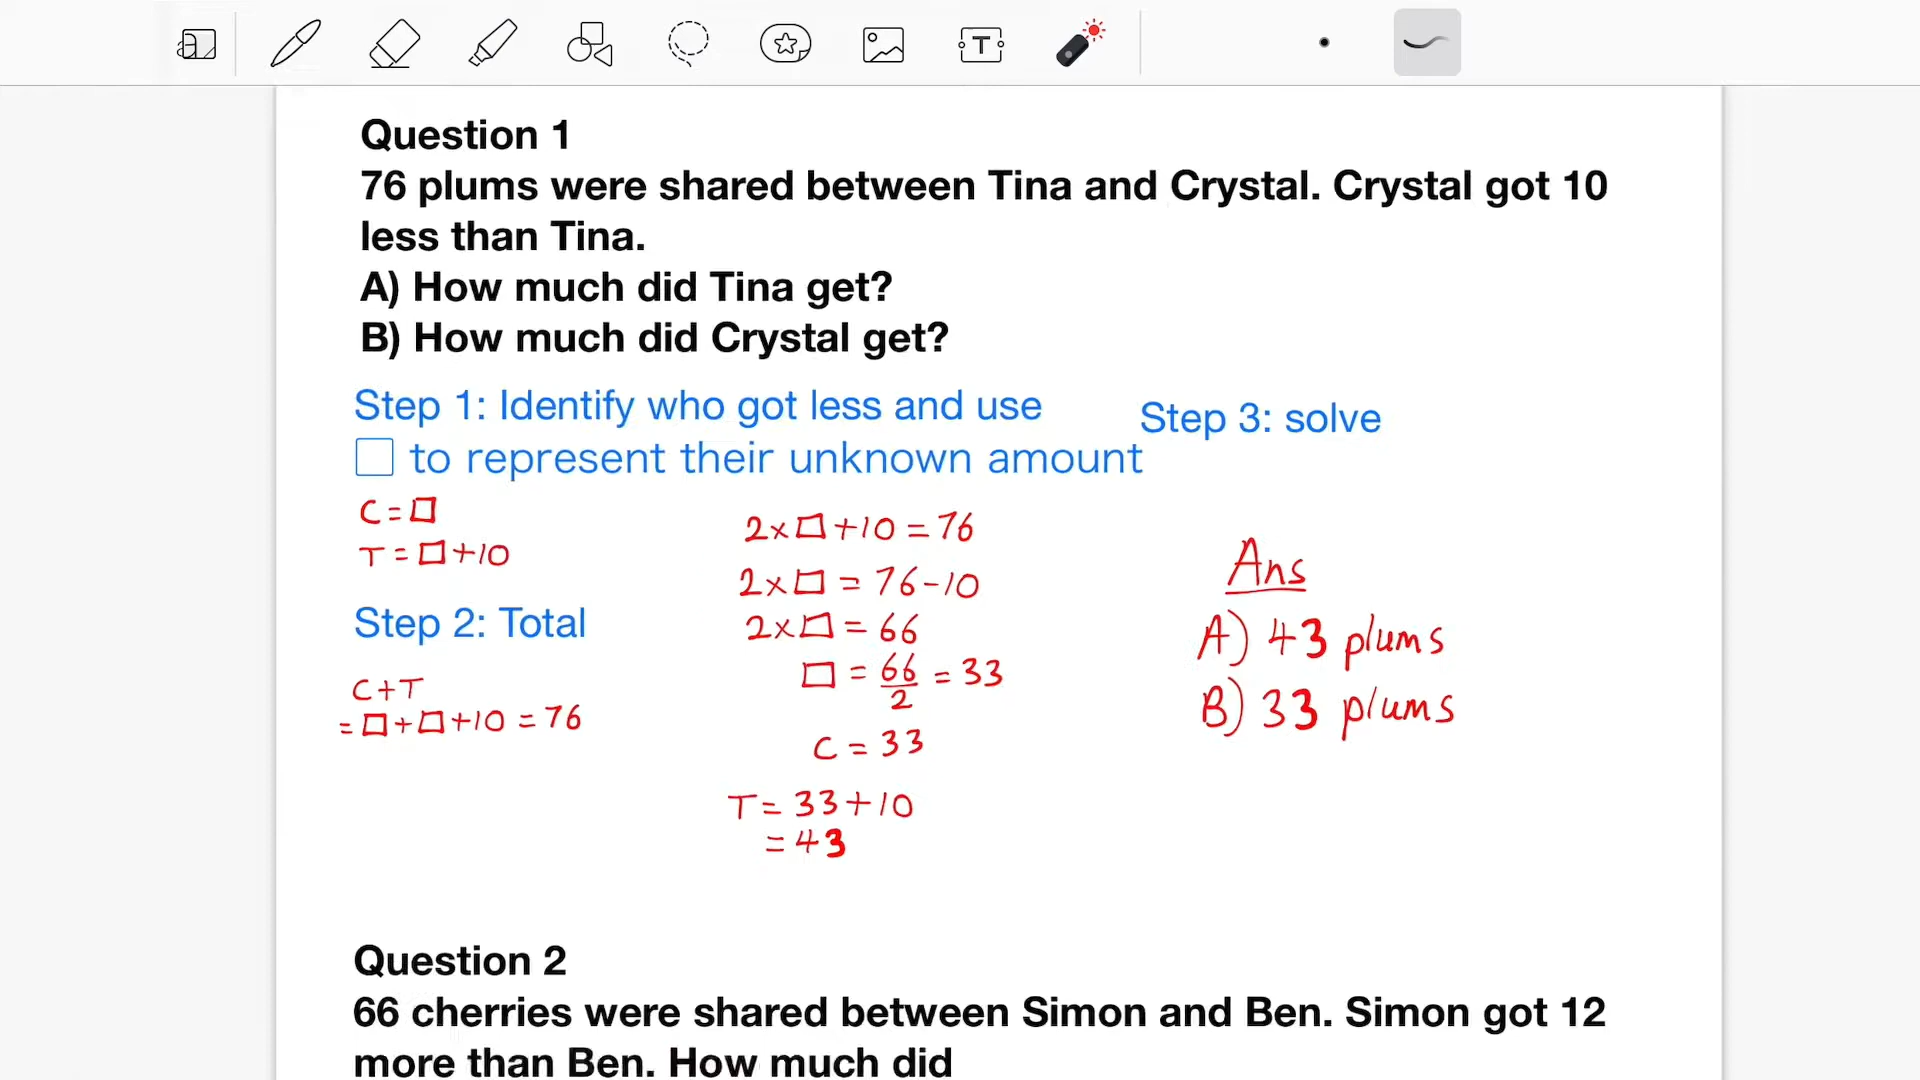 Question 1
76 plums were shared between Tina and Crystal. Crystal got 10
less than Tina.
A) How much did Tina get?
B) How much did Crystal get?
Step 1: Identify who got less and use
□ to represent their unknown amount
C = □
T = □ + 10
Step 2: Total
C + T
= □ + □ + 10 = 76
2 × □ + 10 = 76
2 × □ = 76 - 10
2 × □ = 66
□ = 66/2 = 33
C = 33
T = 33 + 10
= 43
Step 3: solve
Ans
A) 43 plums
B) 33 plums
Question 2
66 cherries were shared between Simon and Ben. Simon got 12
more than Ben. How much did